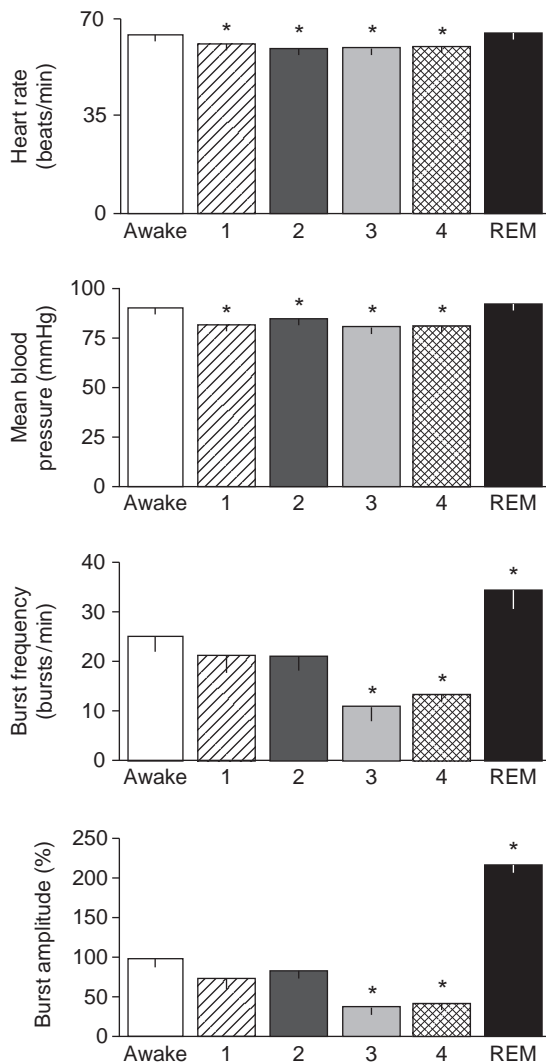 Heart rate
(beats/min)
70
35
0
* * * *
Awake 1 2 3 4 REM
Mean blood
pressure (mmHg)
100
75
50
25
0
* * * *
Awake 1 2 3 4 REM
Burst frequency
(bursts/min)
40
30
20
10
0
* * *
Awake 1 2 3 4 REM
Burst amplitude (%)
250
200
150
100
50
0
* * *
Awake 1 2 3 4 REM